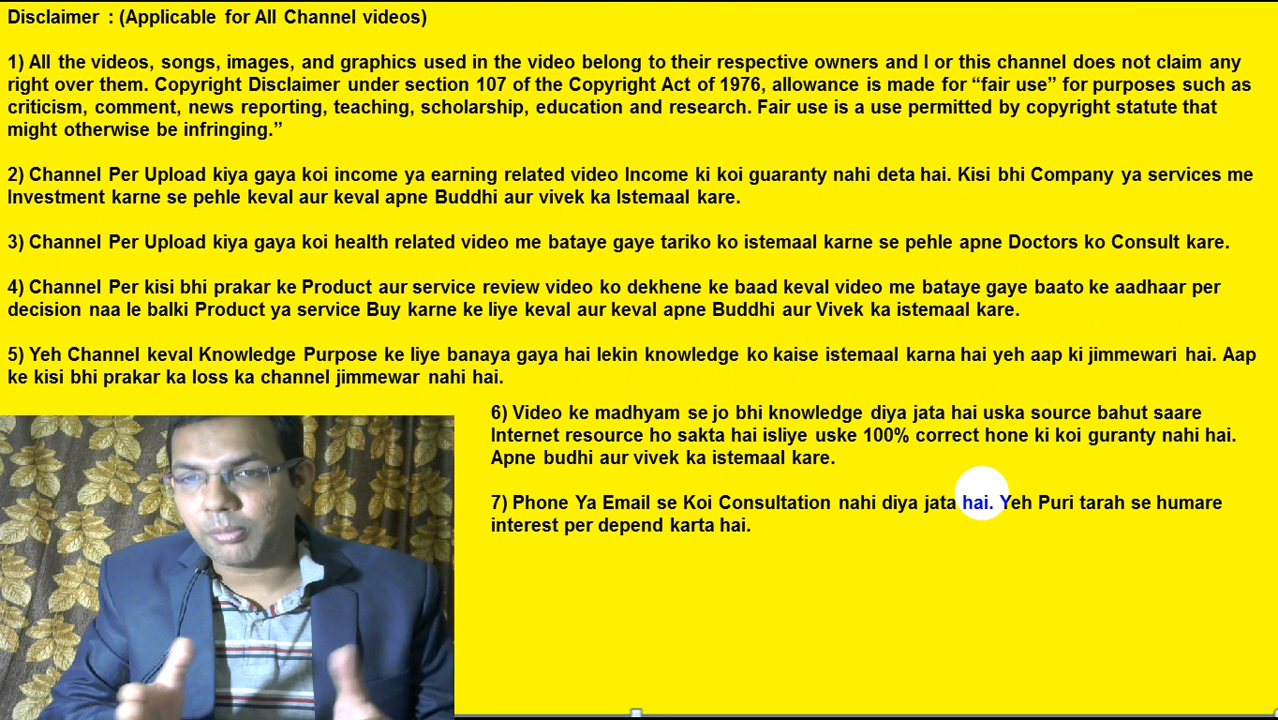 Disclaimer : (Applicable for All Channel videos)
1) All the videos, songs, images, and graphics used in the video belong to their respective owners and I or this channel does not claim any
right over them. Copyright Disclaimer under section 107 of the Copyright Act of 1976, allowance is made for “fair use” for purposes such as
criticism, comment, news reporting, teaching, scholarship, education and research. Fair use is a use permitted by copyright statute that
might otherwise be infringing.”
2) Channel Per Upload kiya gaya koi income ya earning related video Income ki koi guaranty nahi deta hai. Kisi bhi Company ya services me
Investment karne se pehle keval aur keval apne Buddhi aur vivek ka Istemaal kare.
3) Channel Per Upload kiya gaya koi health related video me bataye gaye tariko ko istemaal karne se pehle apne Doctors ko Consult kare.
4) Channel Per kisi bhi prakar ke Product aur service review video ko dekhene ke baad keval video me bataye gaye baato ke aadhaar per
decision naa le balki Product ya service Buy karne ke liye keval aur keval apne Buddhi aur Vivek ka istemaal kare.
5) Yeh Channel keval Knowledge Purpose ke liye banaya gaya hai lekin knowledge ko kaise istemaal karna hai yeh aap ki jimmewari hai. Aap
ke kisi bhi prakar ka loss ka channel jimmewar nahi hai.
6) Video ke madhyam se jo bhi knowledge diya jata hai uska source bahut saare
Internet resource ho sakta hai isliye uske 100% correct hone ki koi guranty nahi hai.
Apne budhi aur vivek ka istemaal kare.
7) Phone Ya Email se Koi Consultation nahi diya jata hai. Yeh Puri tarah se humare
interest per depend karta hai.